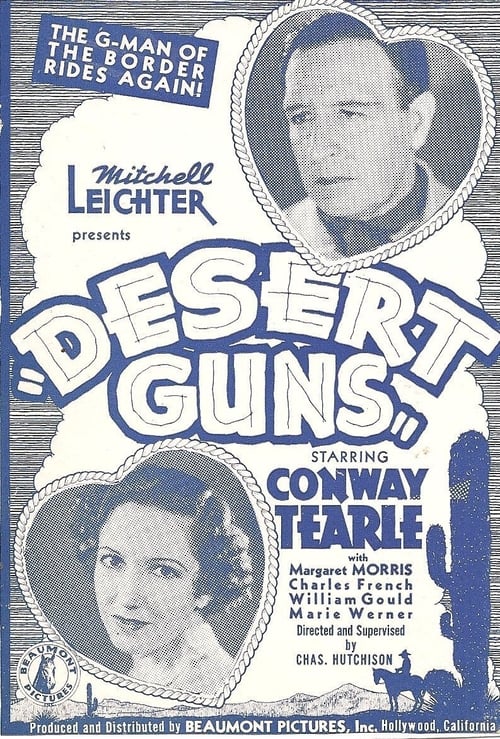 THE G-MAN OF
THE BORDER
RIDES AGAIN!
Mitchell
LEICHTER
presents
"DESERT
GUNS"
STARRING
CONWAY
TEARLE
with
Margaret MORRIS
Charles French
William Gould
Marie Werner
Directed and Supervised
by
CHAS. HUTCHISON
BEAUMONT
PICTURES
Produced and Distributed by BEAUMONT PICTURES, Inc. Hollywood, California